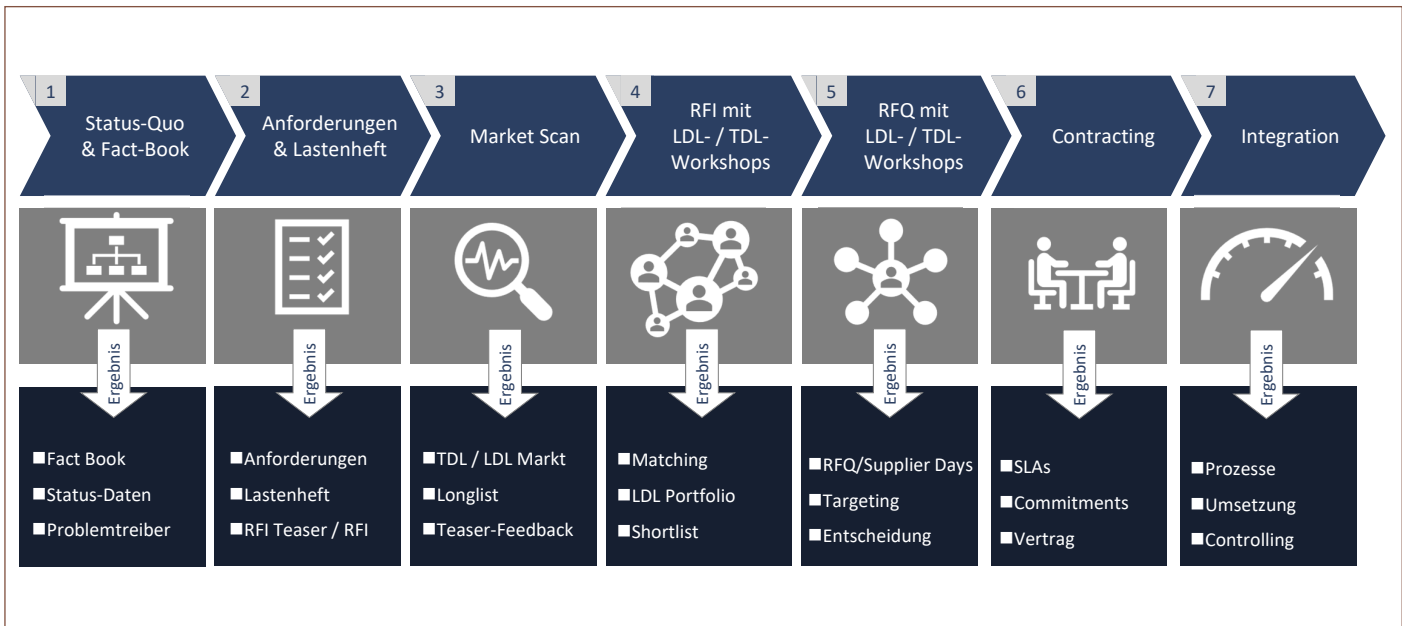 1
Status-Quo
& Fact-Book
2
Anforderungen
& Lastenheft
3
Market Scan
4
RFI mit
LDL- / TDL-
Workshops
5
RFQ mit
LDL- / TDL-
Workshops
6
Contracting
7
Integration
Ergebnis
Ergebnis
Ergebnis
Ergebnis
Ergebnis
Ergebnis
Ergebnis
■Fact Book
■Status-Daten
■Problemtreiber
■Anforderungen
■Lastenheft
■RFI Teaser / RFI
■TDL / LDL Markt
■Longlist
■Teaser-Feedback
■Matching
■LDL Portfolio
■Shortlist
■RFQ/Supplier Days
■Targeting
■Entscheidung
■SLAs
■Commitments
■Vertrag
■Prozesse
■Umsetzung
■Controlling